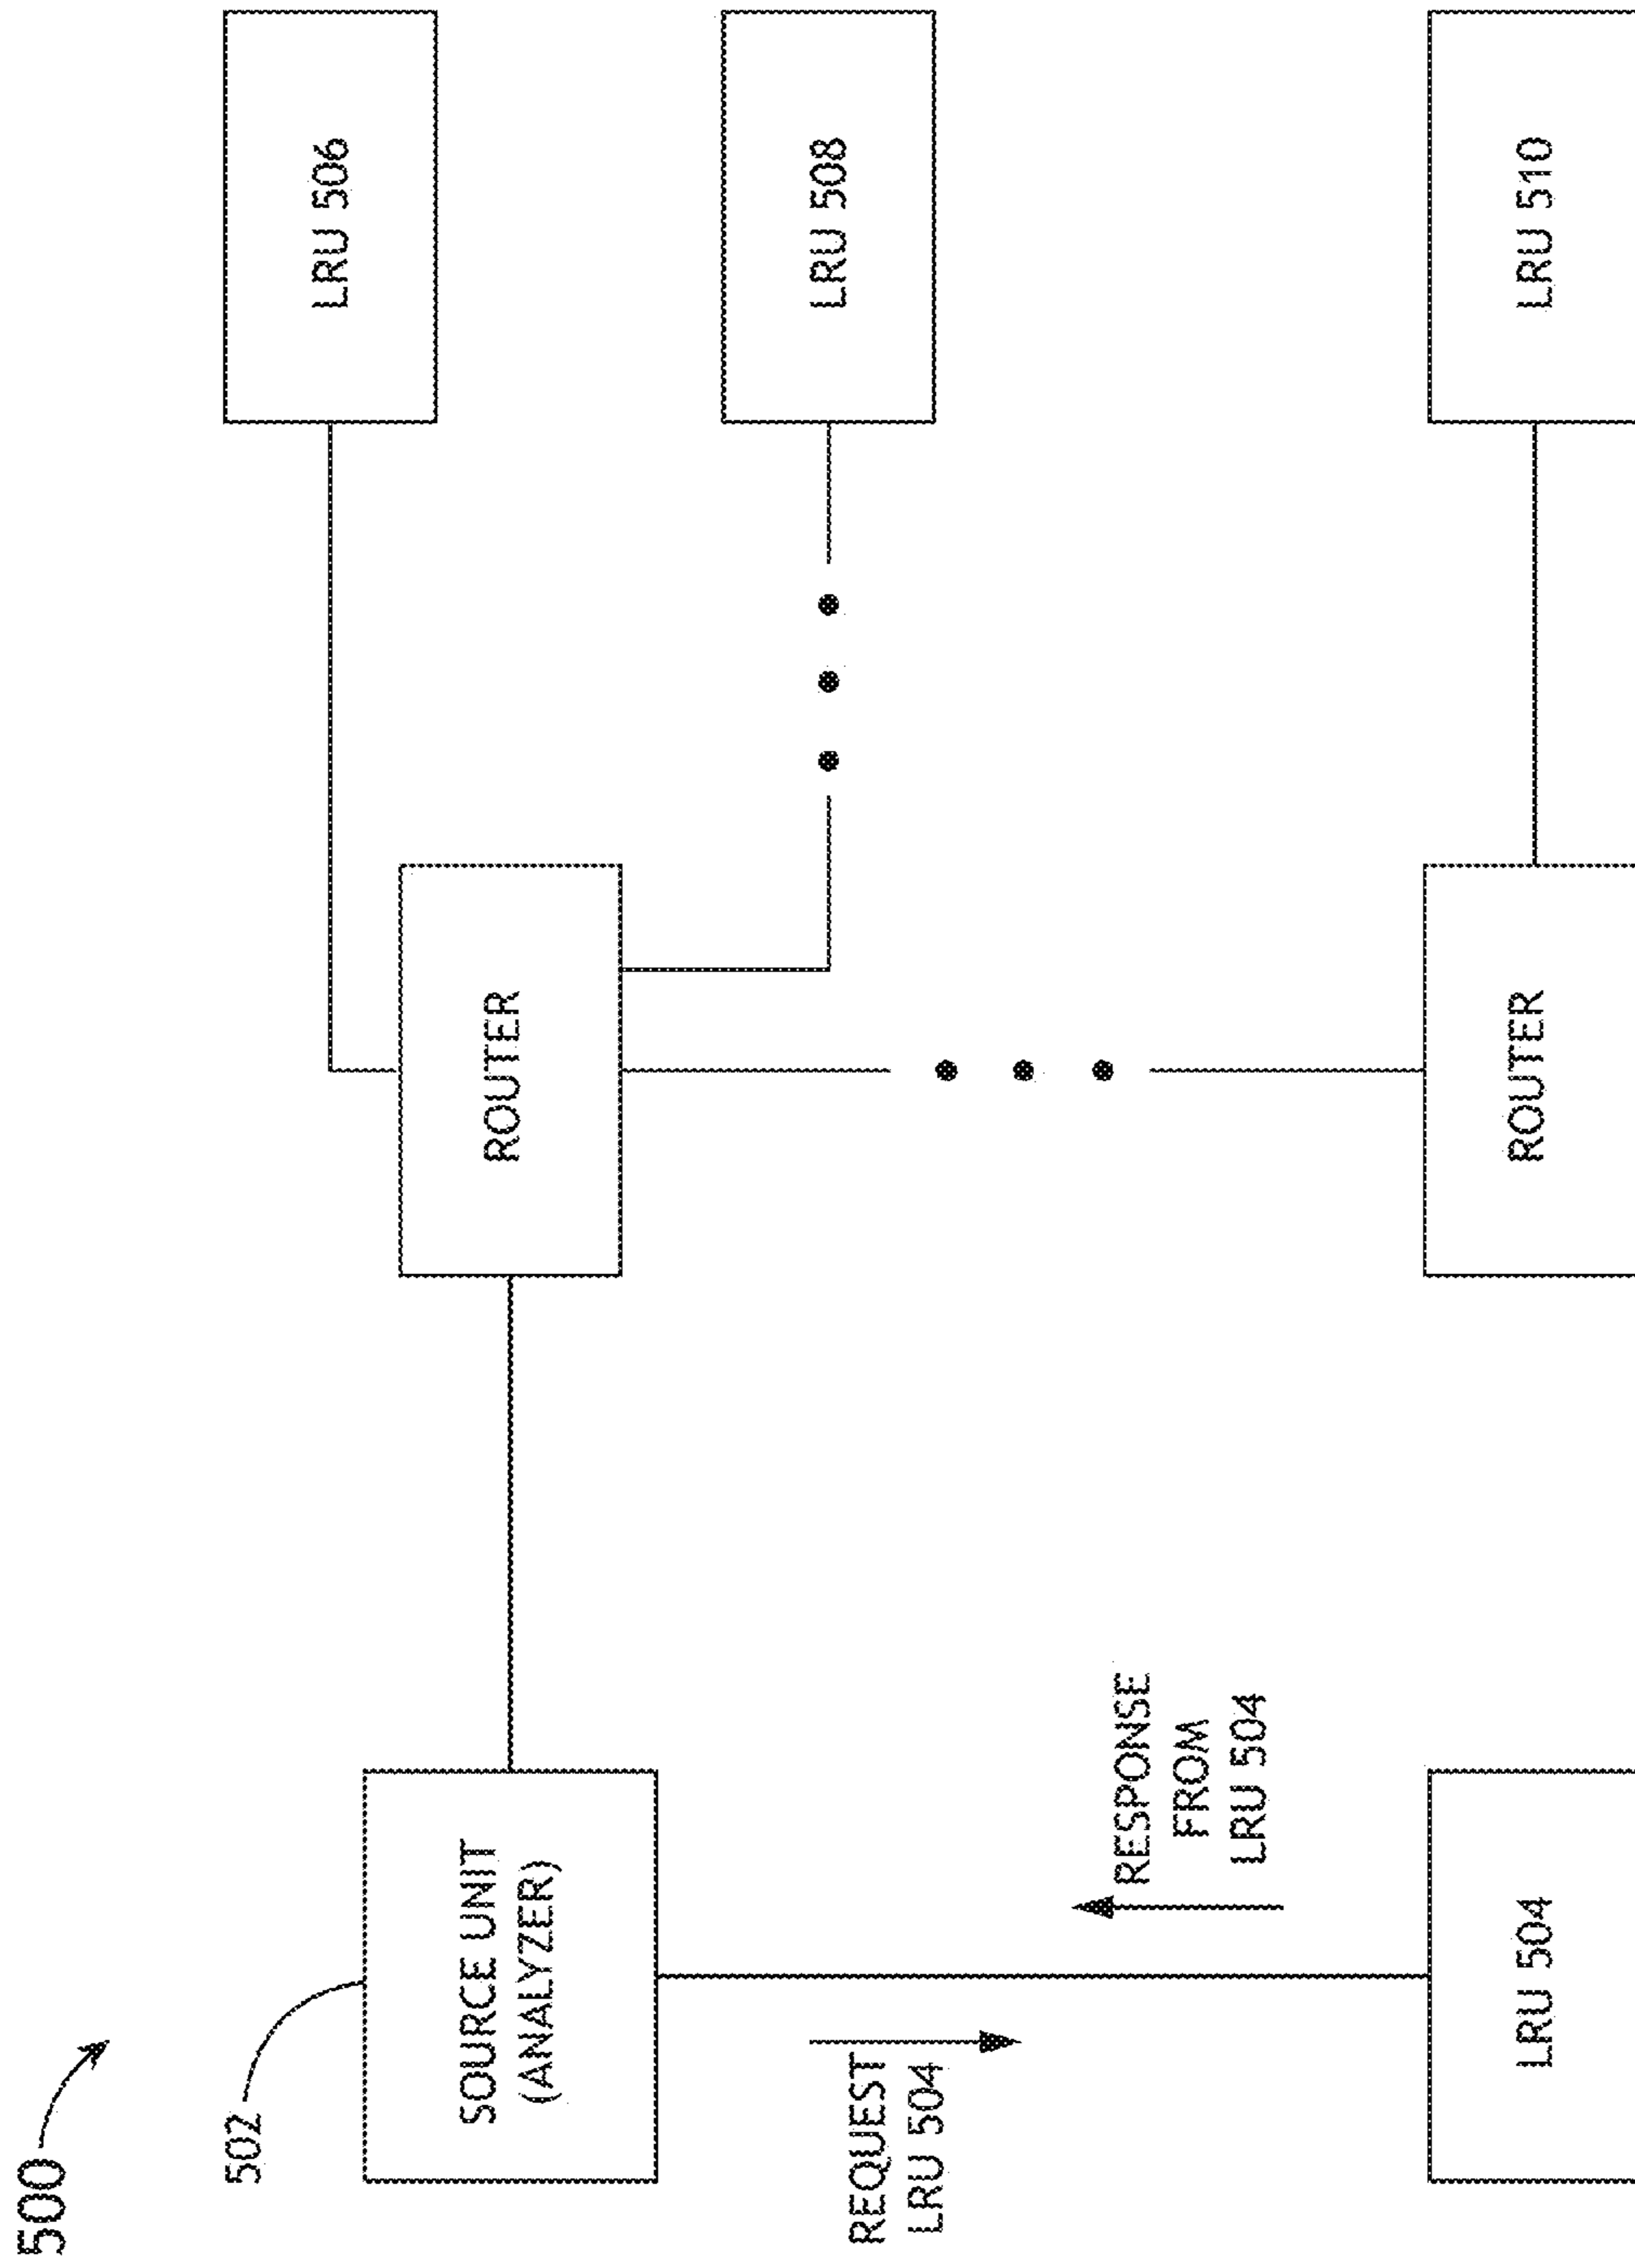 500
502
SOURCE UNIT
(ANALYZER)
ROUTER
LRU 506
LRU 508
REQUEST
LRU 504
RESPONSE
FROM
LRU 504
LRU 504
ROUTER
LRU 510